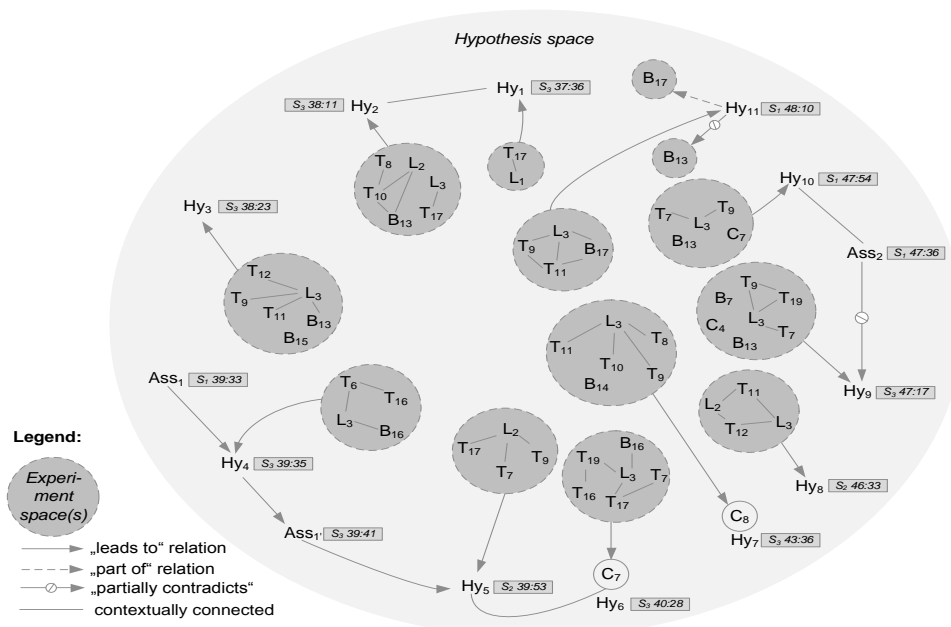 Hypothesis space
B17
Hy1 S3 37:36
Hy2 S3 38:11
Hy11 S1 48:10
T8 L2 L3
T10 B13 T17
T17
L1
B13
Hy10 S1 47:54
Hy3 S3 38:23
T7 T9
L3
B13 C7
L3
T9 B17
T11
Ass2 S1 47:36
T12
T9 L3
T11 B13
B15
T9
B7 T19
L3
C4 T7
B13
L3
T11 T8
T10
B14 T9
Ass1 S1 39:33
T6
T16
L3
B16
Hy9 S3 47:17
T11
L2
T12 L3
Legend:
Experi-
ment
space(s)
L2
T17 T9
T7
B16
T19 L3 T7
T16 T17
Hy4 S3 39:35
Hy8 S2 46:33
C8
Hy7 S3 43:36
Ass1' S3 39:41
„leads to“ relation
„part of“ relation
„partially contradicts“
contextually connected
Hy5 S2 39:53
C7
Hy6 S3 40:28